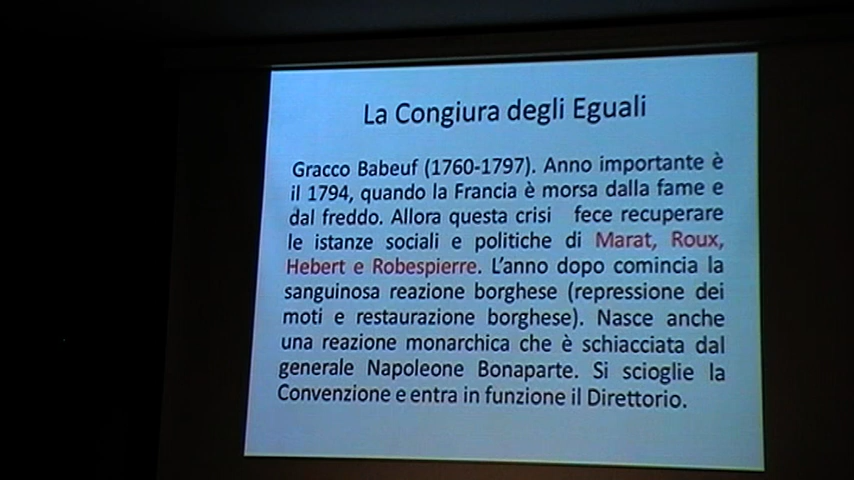 La Congiura degli Eguali
Gracco Babeuf (1760-1797). Anno importante è
il 1794, quando la Francia è morsa dalla fame e
dal freddo. Allora questa crisi fece recuperare
le istanze sociali e politiche di Marat, Roux,
Hebert e Robespierre. L'anno dopo comincia la
sanguinosa reazione borghese (repressione dei
moti e restaurazione borghese). Nasce anche
una reazione monarchica che è schiacciata dal
generale Napoleone Bonaparte. Si scioglie la
Convenzione e entra in funzione il Direttorio.